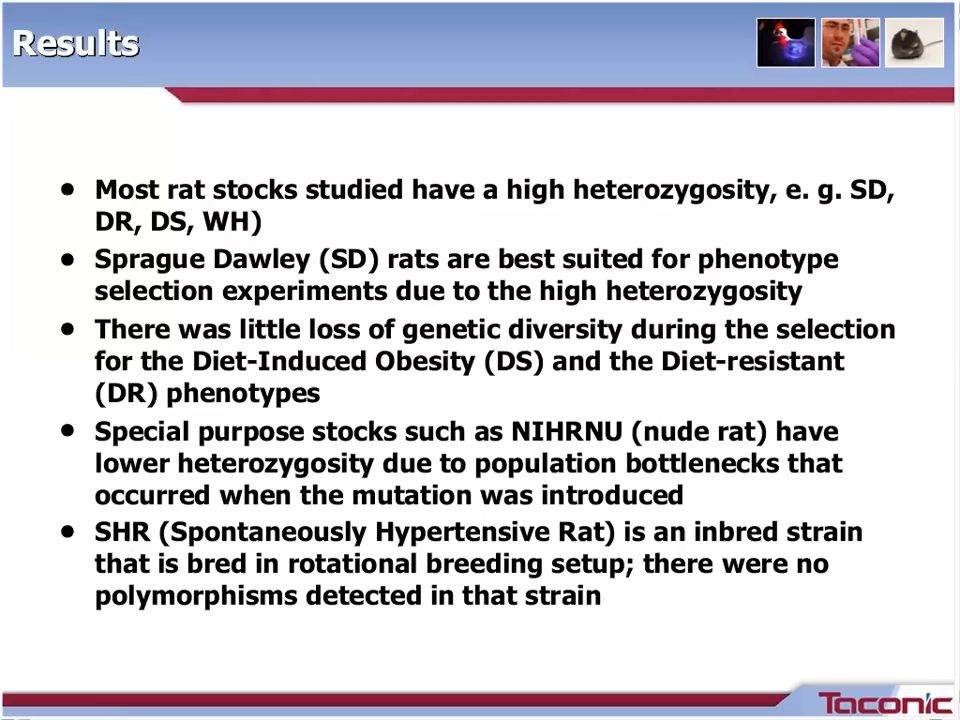 Results
• Most rat stocks studied have a high heterozygosity, e. g. SD,
DR, DS, WH)
• Sprague Dawley (SD) rats are best suited for phenotype
selection experiments due to the high heterozygosity
• There was little loss of genetic diversity during the selection
for the Diet-Induced Obesity (DS) and the Diet-resistant
(DR) phenotypes
• Special purpose stocks such as NIHRNU (nude rat) have
lower heterozygosity due to population bottlenecks that
occurred when the mutation was introduced
• SHR (Spontaneously Hypertensive Rat) is an inbred strain
that is bred in rotational breeding setup; there were no
polymorphisms detected in that strain
Taconic